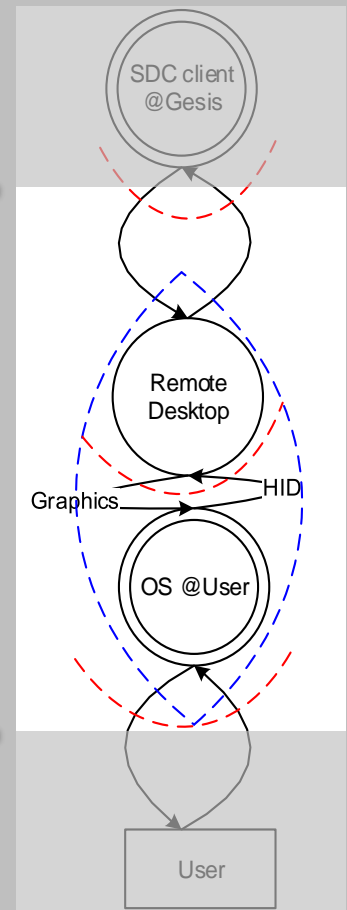 SDC client
@Gesis
Remote
Desktop
Graphics
HID
OS @User
User